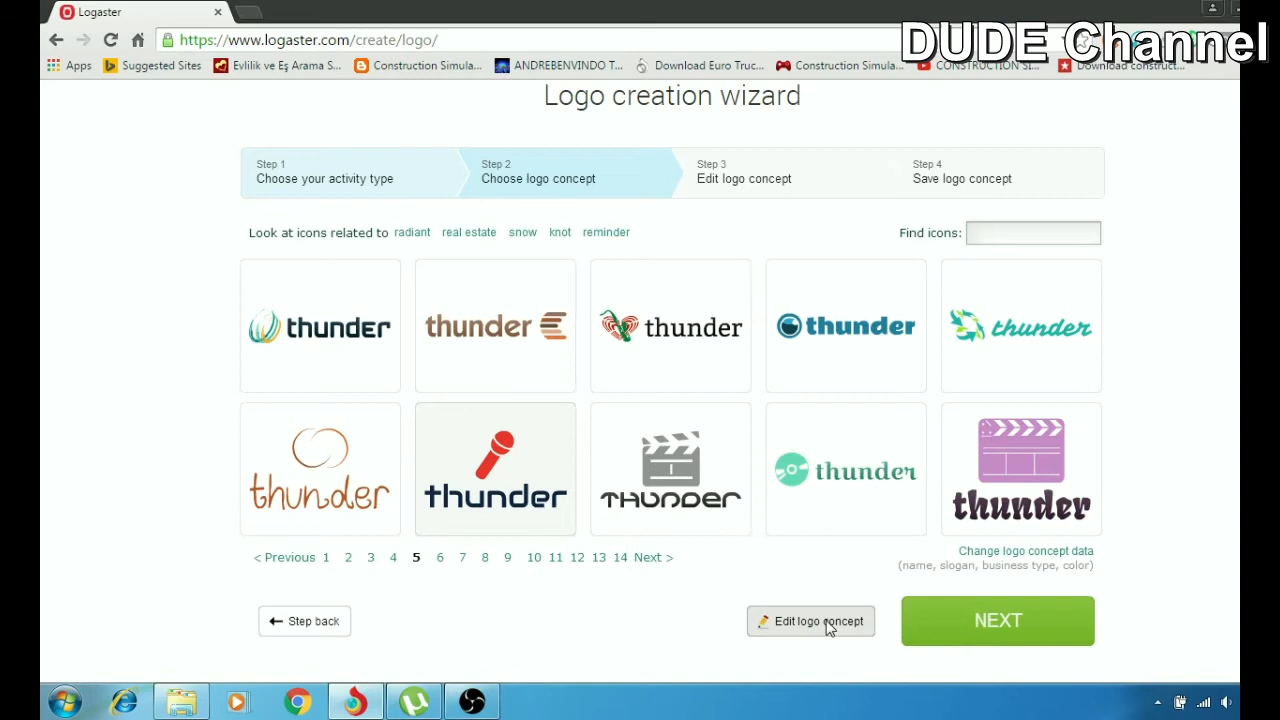 Logaster
https://www.logaster.com/create/logo/
DUDE Channel
Apps Suggested Sites Evlilik ve Eş Arama S... Construction Simula... ANDREBENVINDO T... Download Euro Truc... Construction Simula... CONSTRUCTION SI... Download construct...
Logo creation wizard
Step 1
Choose your activity type
Step 2
Choose logo concept
Step 3
Edit logo concept
Step 4
Save logo concept
Look at icons related to radiant real estate snow knot reminder
Find icons:
thunder
thunder
thunder
thunder
thunder
thunder
thunder
THUNDER
thunder
thunder
< Previous 1 2 3 4 5 6 7 8 9 10 11 12 13 14 Next >
Change logo concept data
(name, slogan, business type, color)
Step back
Edit logo concept
NEXT